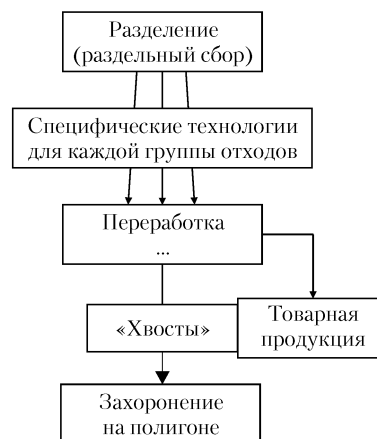 Разделение
(раздельный сбор)
Специфические технологии
для каждой группы отходов
Переработка
...
«Хвосты»
Товарная
продукция
Захоронение
на полигоне